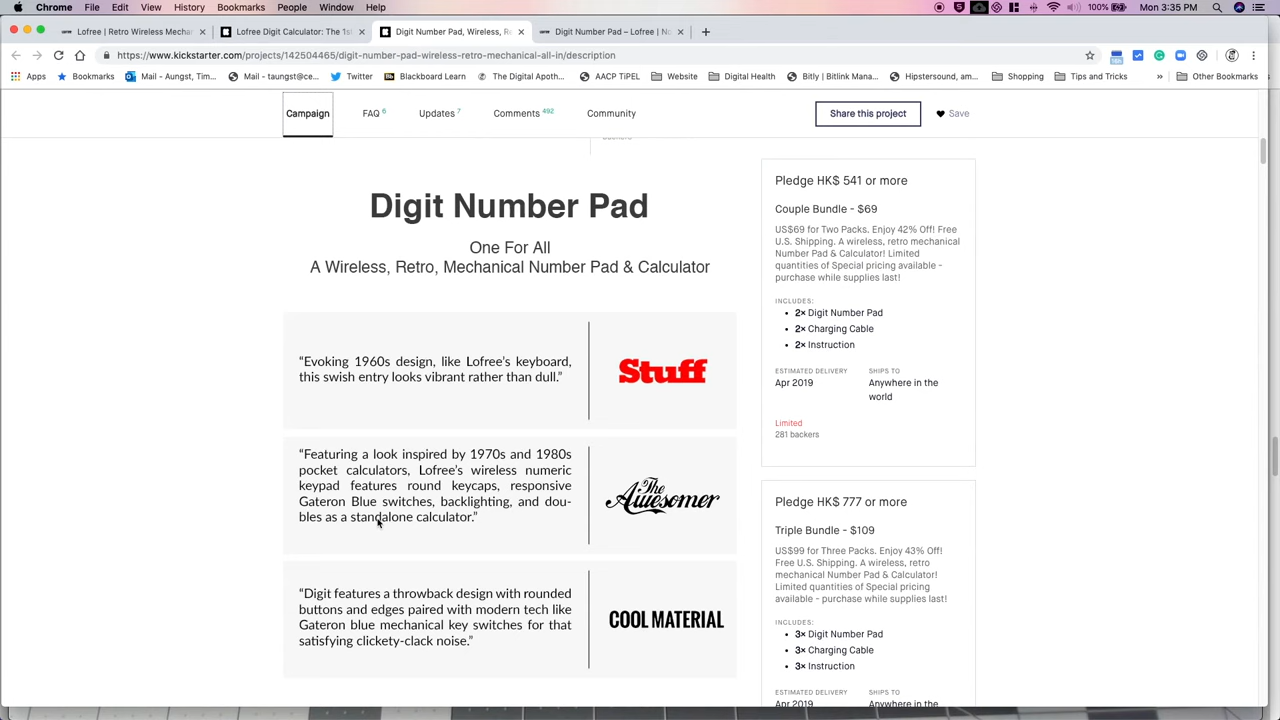 Chrome File Edit View History Bookmarks People Window Help
5 100% Mon 3:35 PM
Lofree | Retro Wireless Mechan
Lofree Digit Calculator: The 1s
Digit Number Pad, Wireless, R
Digit Number Pad – Lofree | No
https://www.kickstarter.com/projects/142504465/digit-number-pad-wireless-retro-mechanical-all-in/description
Apps Bookmarks Mail - Aungst, Tim... Mail - taungst@ce... Twitter Blackboard Learn The Digital Apoth... AACP TiPEL Website Digital Health Bitly | Bitlink Mana... Hipstersound, am... Shopping Tips and Tricks » Other Bookmarks
Campaign FAQ 6 Updates 7 Comments 492 Community Share this project Save
Digit Number Pad
One For All
A Wireless, Retro, Mechanical Number Pad & Calculator
“Evoking 1960s design, like Lofree’s keyboard,
this swish entry looks vibrant rather than dull.”
Stuff
“Featuring a look inspired by 1970s and 1980s
pocket calculators, Lofree’s wireless numeric
keypad features round keycaps, responsive
Gateron Blue switches, backlighting, and dou-
bles as a standalone calculator.”
The
Awesomer
“Digit features a throwback design with rounded
buttons and edges paired with modern tech like
Gateron blue mechanical key switches for that
satisfying clickety-clack noise.”
COOL MATERIAL
Pledge HK$ 541 or more
Couple Bundle - $69
US$69 for Two Packs. Enjoy 42% Off! Free
U.S. Shipping. A wireless, retro mechanical
Number Pad & Calculator! Limited
quantities of Special pricing available -
purchase while supplies last!
INCLUDES:
• 2× Digit Number Pad
• 2× Charging Cable
• 2× Instruction
ESTIMATED DELIVERY SHIPS TO
Apr 2019 Anywhere in the
world
Limited
281 backers
Pledge HK$ 777 or more
Triple Bundle - $109
US$99 for Three Packs. Enjoy 43% Off!
Free U.S. Shipping. A wireless, retro
mechanical Number Pad & Calculator!
Limited quantities of Special pricing
available - purchase while supplies last!
INCLUDES:
• 3× Digit Number Pad
• 3× Charging Cable
• 3× Instruction
ESTIMATED DELIVERY SHIPS TO
Apr 2019 Anywhere in the